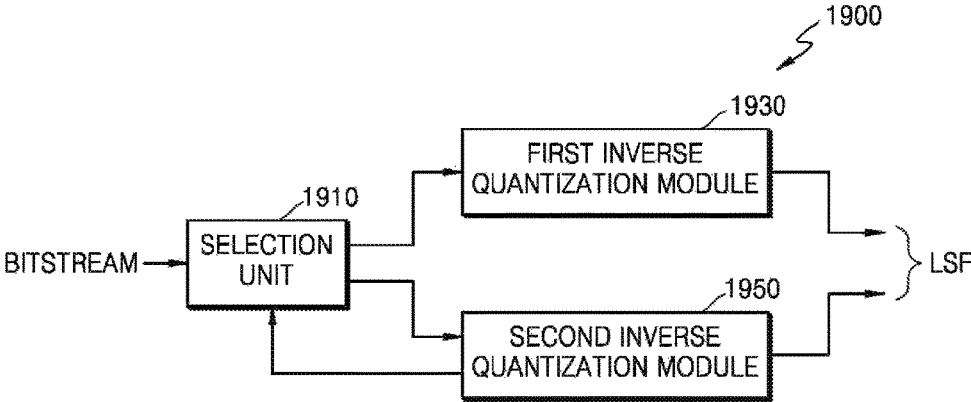 1900
1930
FIRST INVERSE
QUANTIZATION MODULE
1910
SELECTION
UNIT
BITSTREAM
LSF
1950
SECOND INVERSE
QUANTIZATION MODULE